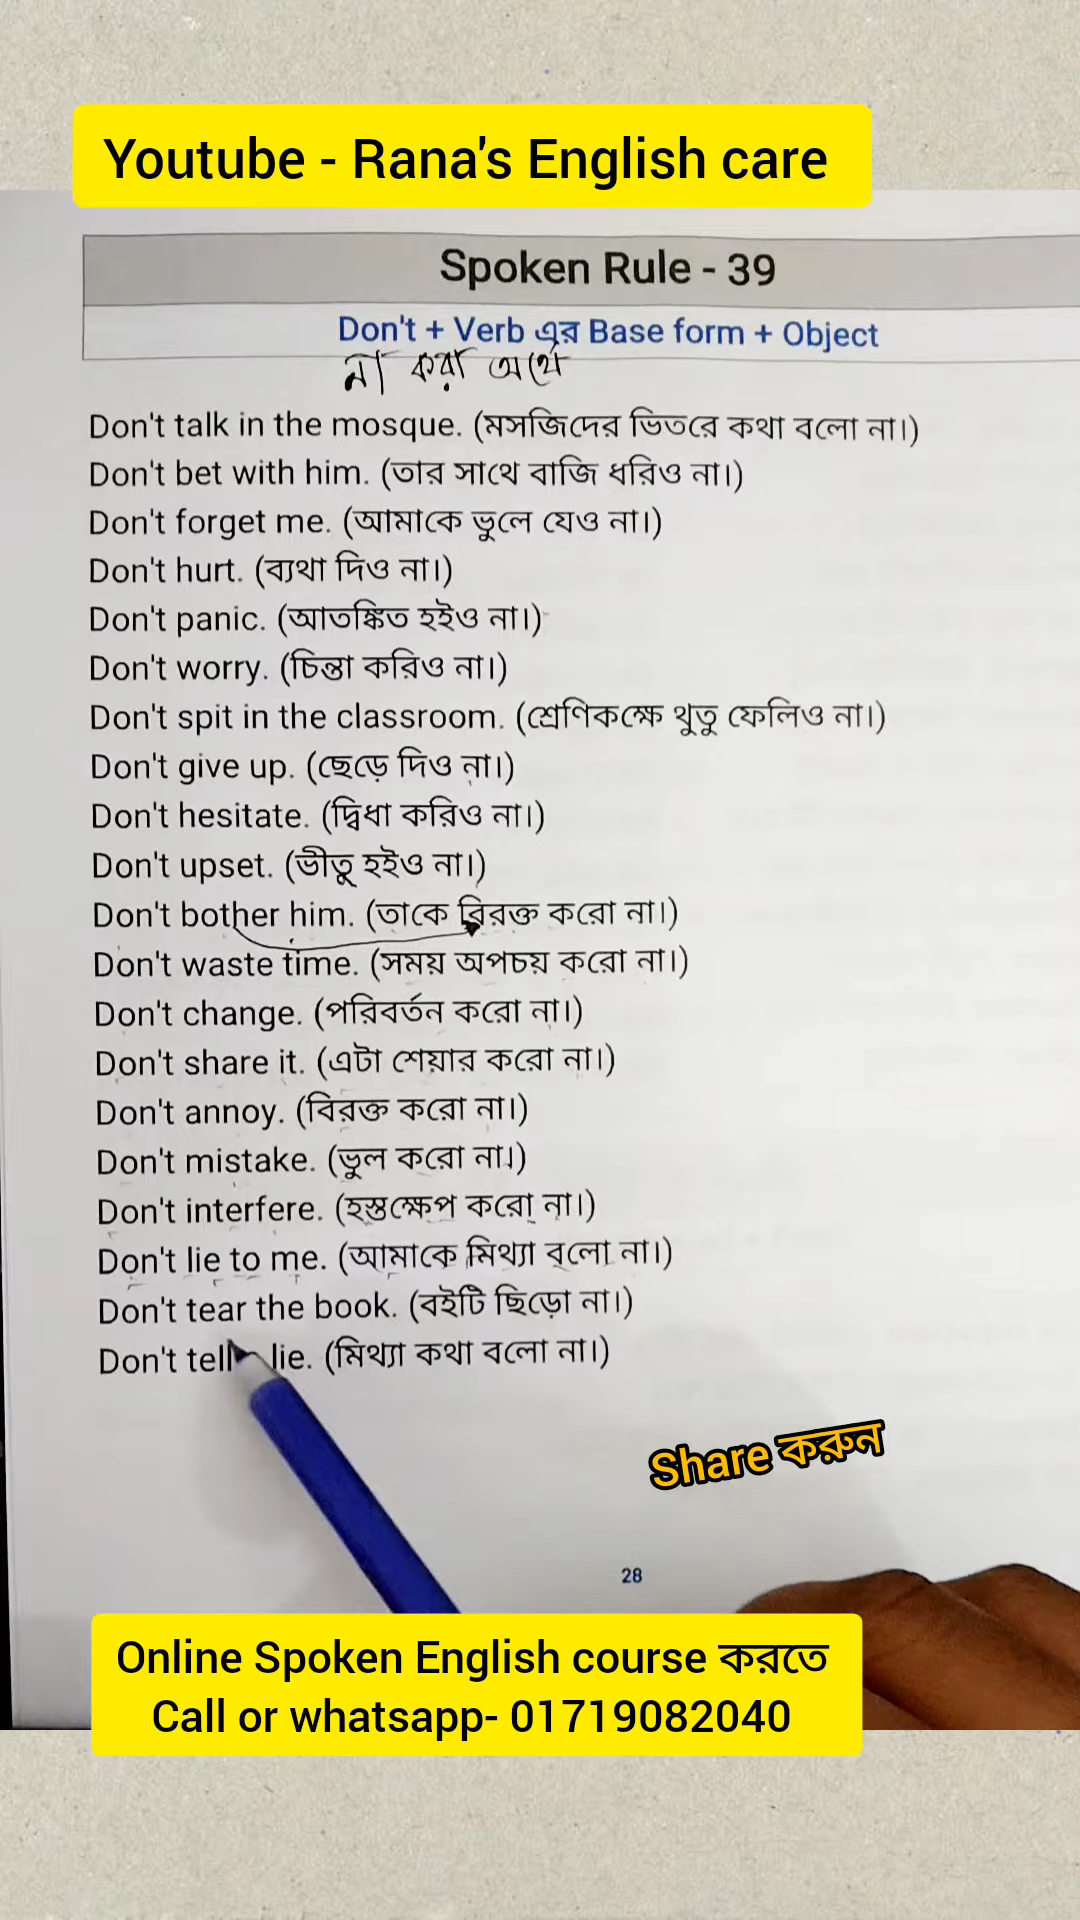 Youtube - Rana's English care
Spoken Rule - 39
Don't + Verb এর Base form + Object
না করা অর্থে
Don't talk in the mosque. (মসজিদের ভিতরে কথা বলো না।)
Don't bet with him. (তার সাথে বাজি ধরিও না।)
Don't forget me. (আমাকে ভুলে যেও না।)
Don't hurt. (ব্যথা দিও না।)
Don't panic. (আতঙ্কিত হইও না।)
Don't worry. (চিন্তা করিও না।)
Don't spit in the classroom. (শ্রেণিকক্ষে থুতু ফেলিও না।)
Don't give up. (ছেড়ে দিও না।)
Don't hesitate. (দ্বিধা করিও না।)
Don't upset. (ভীতু হইও না।)
Don't bother him. (তাকে বিরক্ত করো না।)
Don't waste time. (সময় অপচয় করো না।)
Don't change. (পরিবর্তন করো না।)
Don't share it. (এটা শেয়ার করো না।)
Don't annoy. (বিরক্ত করো না।)
Don't mistake. (ভুল করো না।)
Don't interfere. (হস্তক্ষেপ করো না।)
Don't lie to me. (আমাকে মিথ্যা বলো না।)
Don't tear the book. (বইটি ছিড়ো না।)
Don't tell lie. (মিথ্যা কথা বলো না।)
Share করুন
28
Online Spoken English course করতে
Call or whatsapp- 01719082040